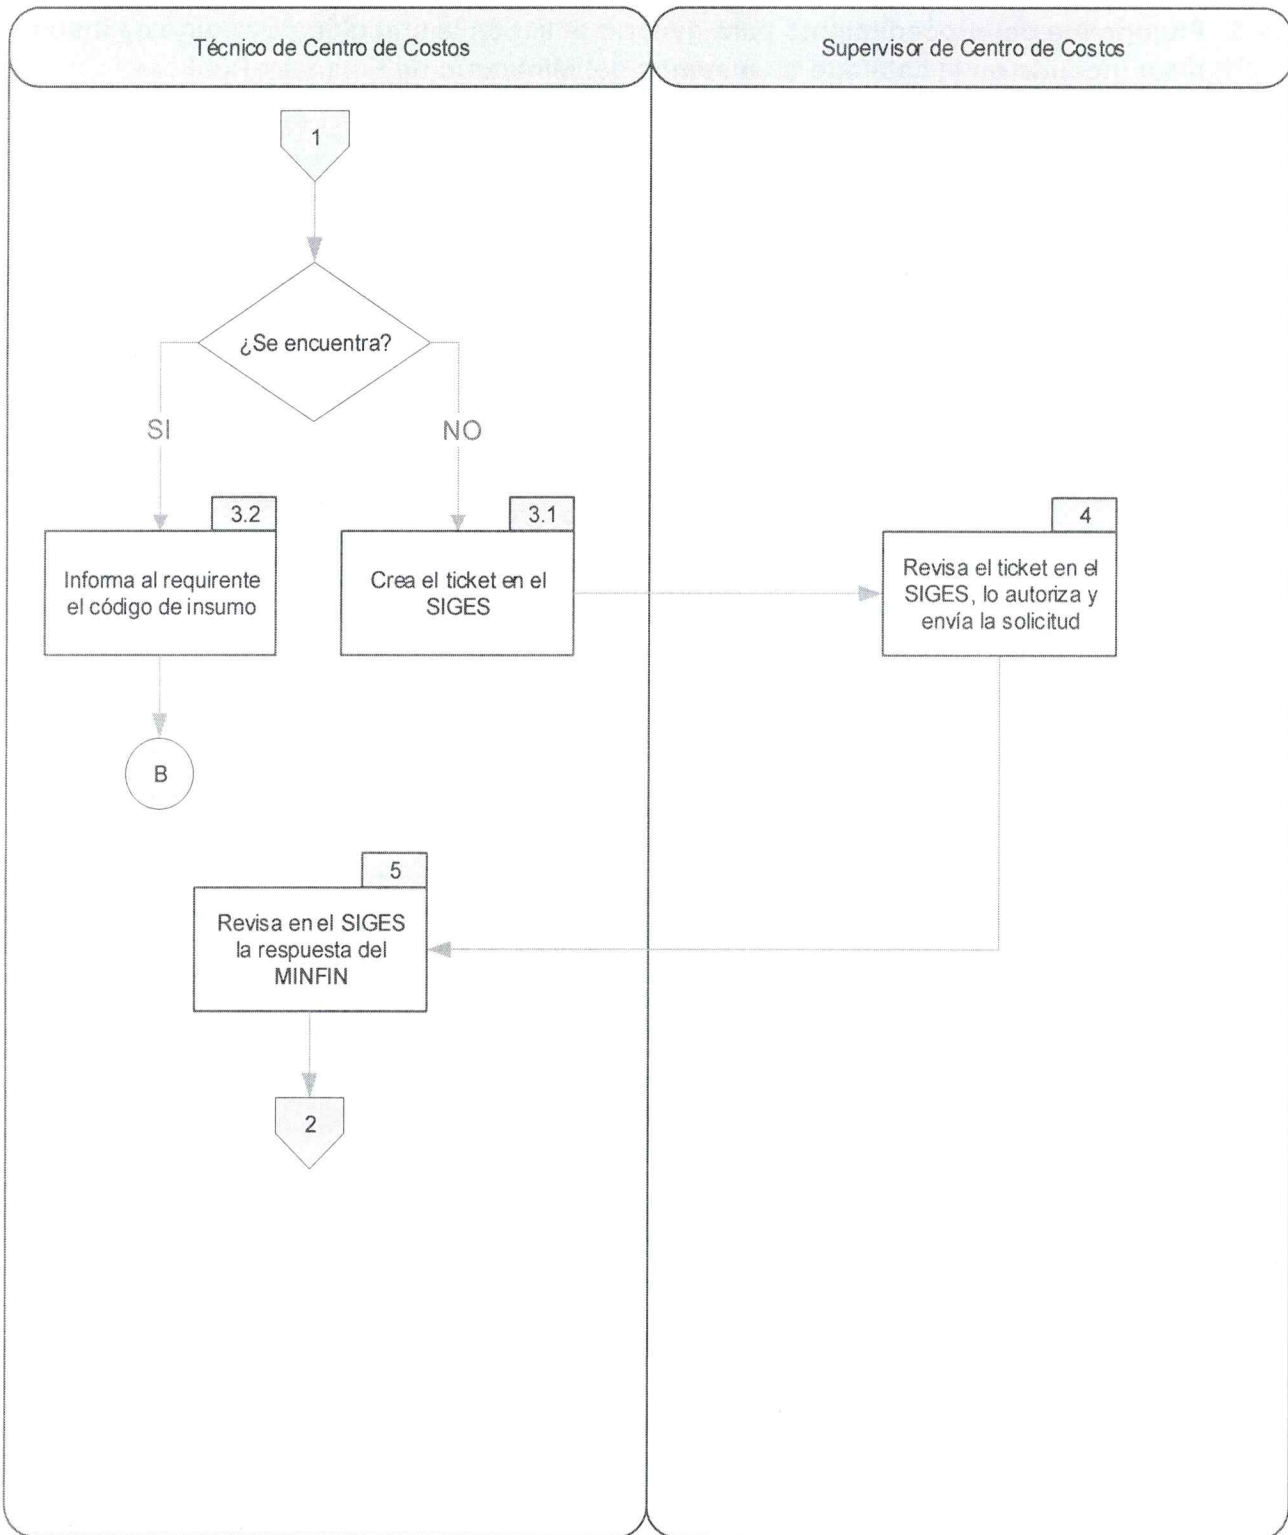 Técnico de Centro de Costos
Supervisor de Centro de Costos
1
¿Se encuentra?
SI
NO
3.2
Informa al requirente
el código de insumo
3.1
Crea el ticket en el
SIGES
4
Revisa el ticket en el
SIGES, lo autoriza y
envía la solicitud
B
5
Revisa en el SIGES
la respuesta del
MINFIN
2